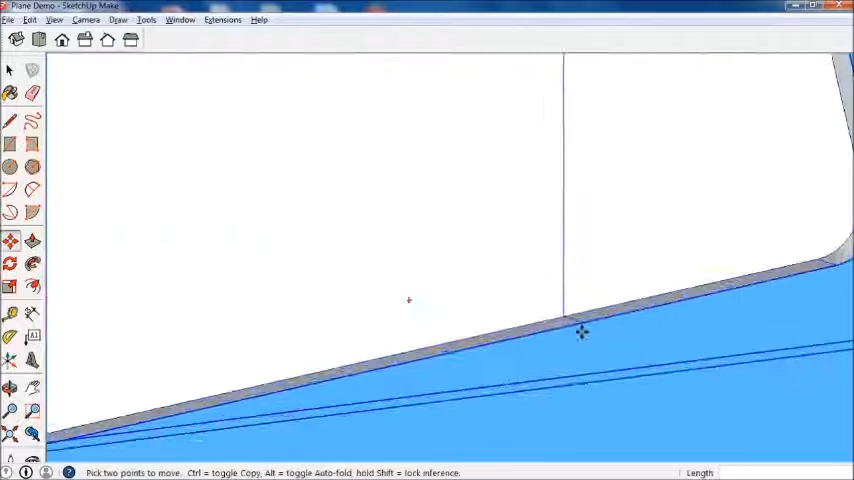 Plane Demo - SketchUp Make
File Edit View Camera Draw Tools Window Extensions Help
A1
Pick two points to move. Ctrl = toggle Copy, Alt = toggle Auto-fold, hold Shift = lock inference.
Length